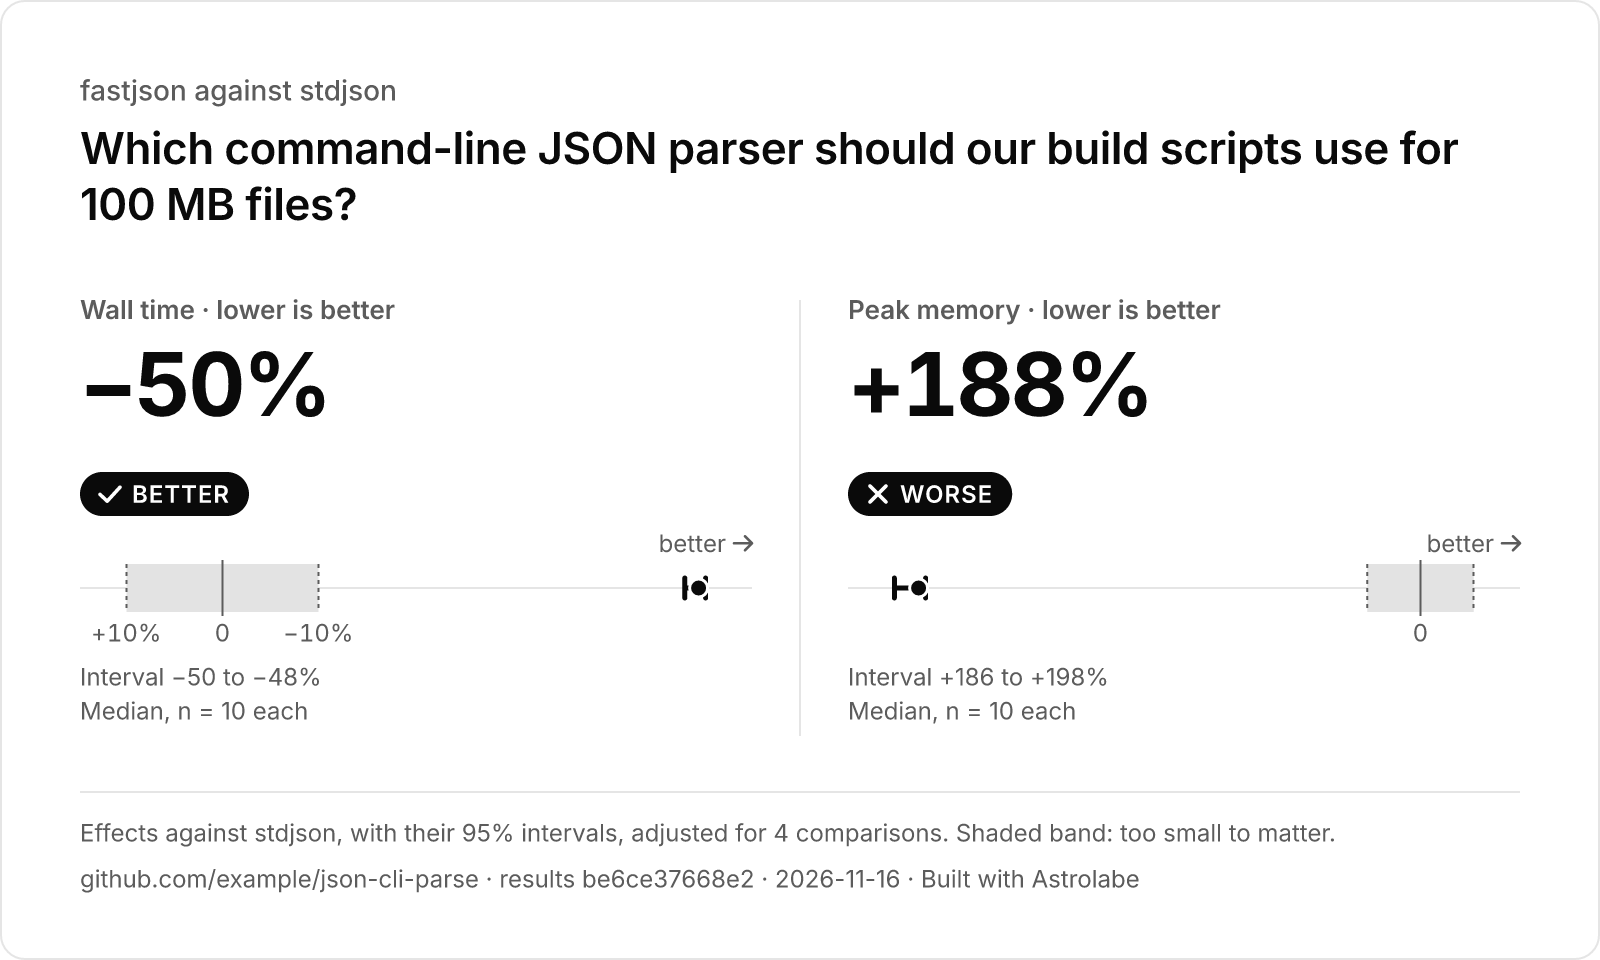 fastjson against stdjson
Which command-line JSON parser should our build scripts use for
100 MB files?
Wall time · lower is better
−50%
BETTER
better →
+10%
0
−10%
Interval −50 to −48%
Median, n = 10 each
Peak memory · lower is better
+188%
WORSE
better →
0
Interval +186 to +198%
Median, n = 10 each
Effects against stdjson, with their 95% intervals, adjusted for 4 comparisons. Shaded band: too small to matter.
github.com/example/json-cli-parse · results be6ce37668e2 · 2026-11-16 · Built with Astrolabe